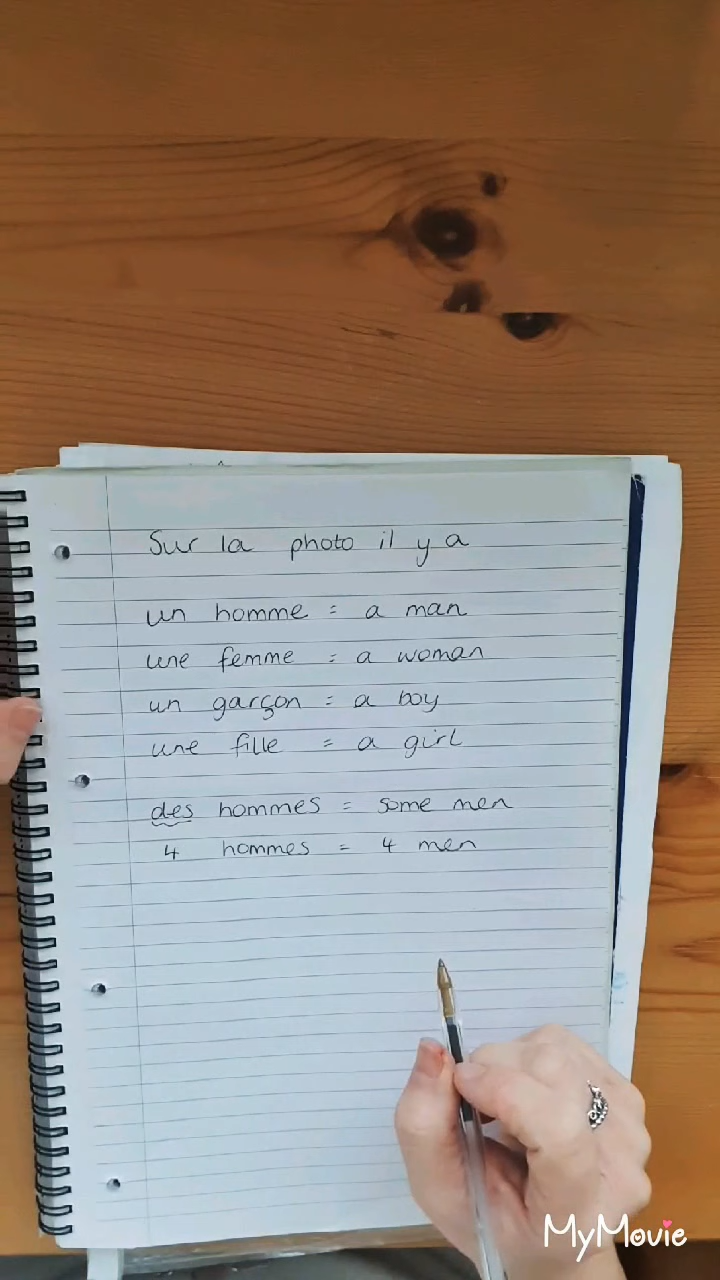 Sur la photo il y a
un homme = a man
une femme = a woman
un garçon = a boy
une fille = a girl
des hommes = some men
4 hommes = 4 men
MyMovie